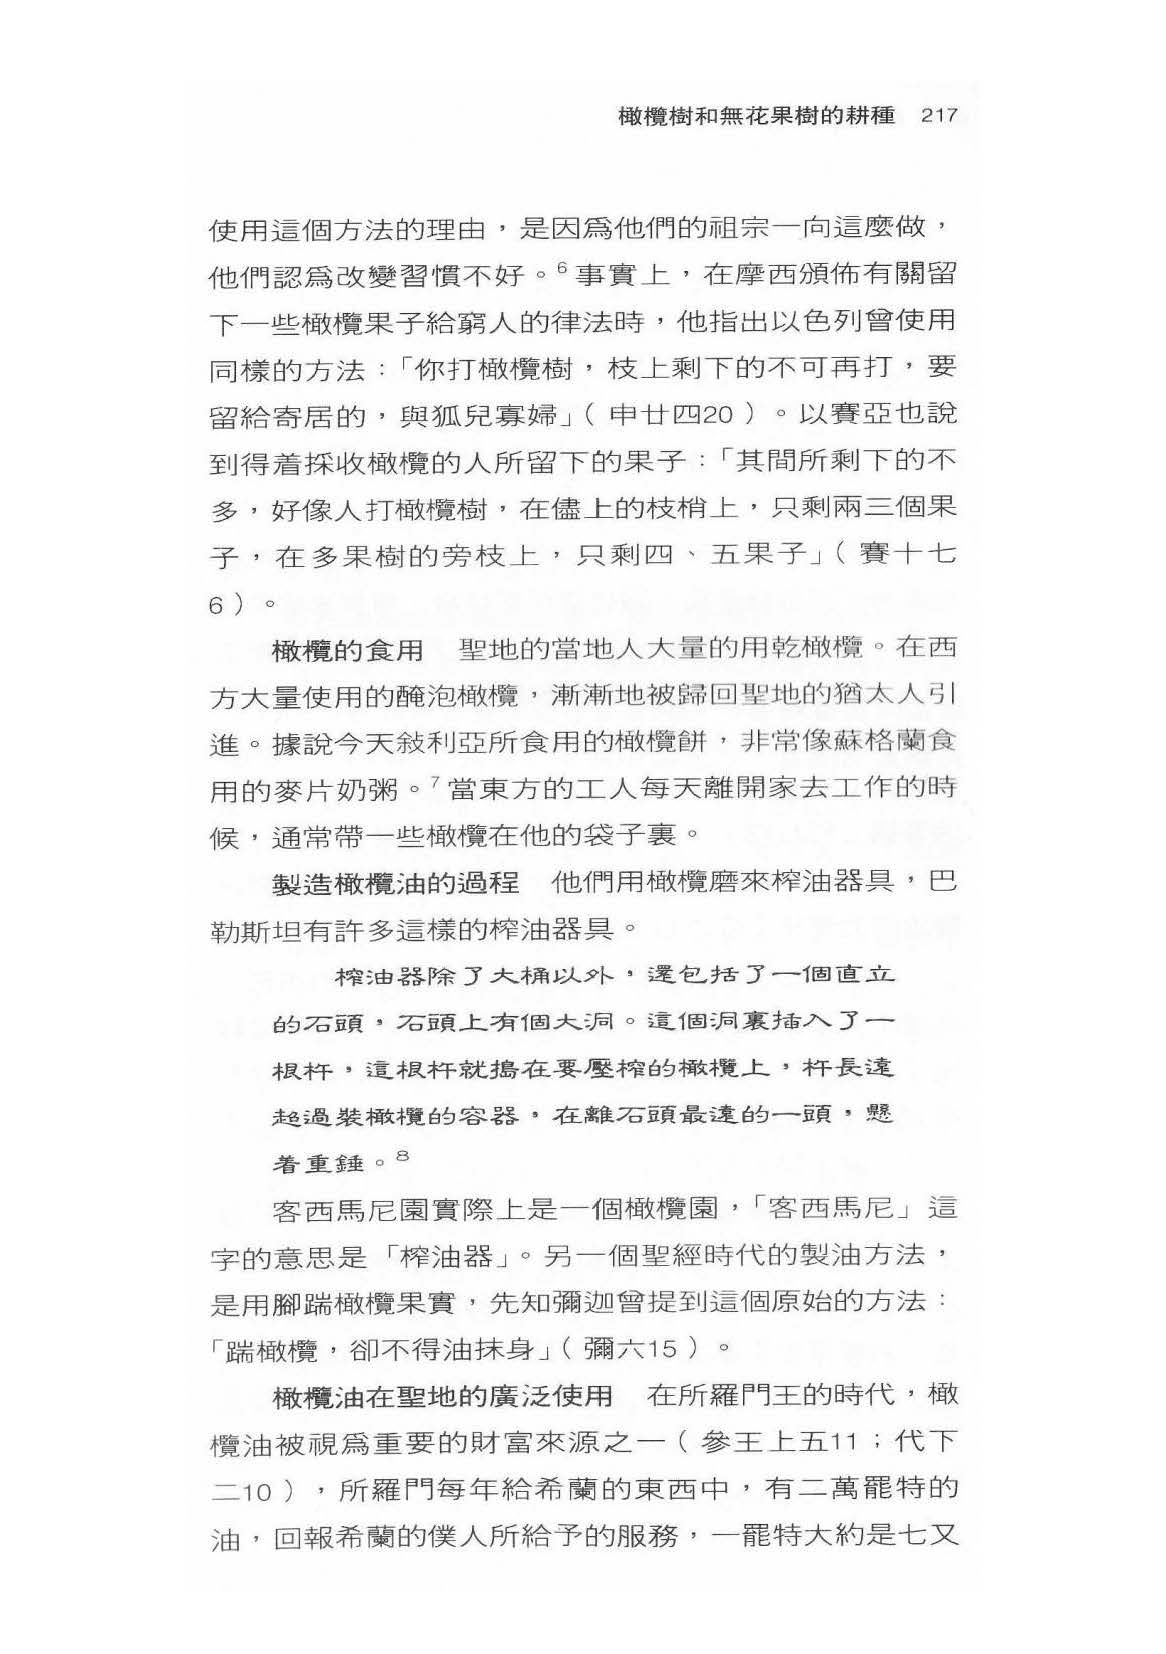 橄欖樹和無花果樹的耕種 217
使用這個方法的理由，是因爲他們的祖宗一向這麼做，
他們認爲改變習慣不好。6事實上，在摩西頒佈有關留
下一些橄欖果子給窮人的律法時，他指出以色列曾使用
同樣的方法：「你打橄欖樹，枝上剩下的不可再打，要
留給寄居的，與狐兒寡婦」（申廿四20）。以賽亞也說
到得着採收橄欖的人所留下的果子：「其間所剩下的不
多，好像人打橄欖樹，在儘上的枝梢上，只剩兩三個果
子，在多果樹的旁枝上，只剩四、五果子」（賽十七
6）。
橄欖的食用　聖地的當地人大量的用乾橄欖。在西
方大量使用的醃泡橄欖，漸漸地被歸回聖地的猶太人引
進。據說今天敍利亞所食用的橄欖餅，非常像蘇格蘭食
用的麥片奶粥。7當東方的工人每天離開家去工作的時
候，通常帶一些橄欖在他的袋子裏。
製造橄欖油的過程　他們用橄欖磨來榨油器具，巴
勒斯坦有許多這樣的榨油器具。
榨油器除了大桶以外，還包括了一個直立
的石頭，石頭上有個大洞。這個洞裏插入了一
根杵，這根杵就搗在要壓榨的橄欖上，杵長遠
超過裝橄欖的容器，在離石頭最遠的一頭，懸
着重錘。8
客西馬尼園實際上是一個橄欖園，「客西馬尼」這
字的意思是「榨油器」。另一個聖經時代的製油方法，
是用腳踹橄欖果實，先知彌迦曾提到這個原始的方法：
「踹橄欖，卻不得油抹身」（彌六15）。
橄欖油在聖地的廣泛使用　在所羅門王的時代，橄
欖油被視爲重要的財富來源之一（參王上五11；代下
二10），所羅門每年給希蘭的東西中，有二萬罷特的
油，回報希蘭的僕人所給予的服務，一罷特大約是七又